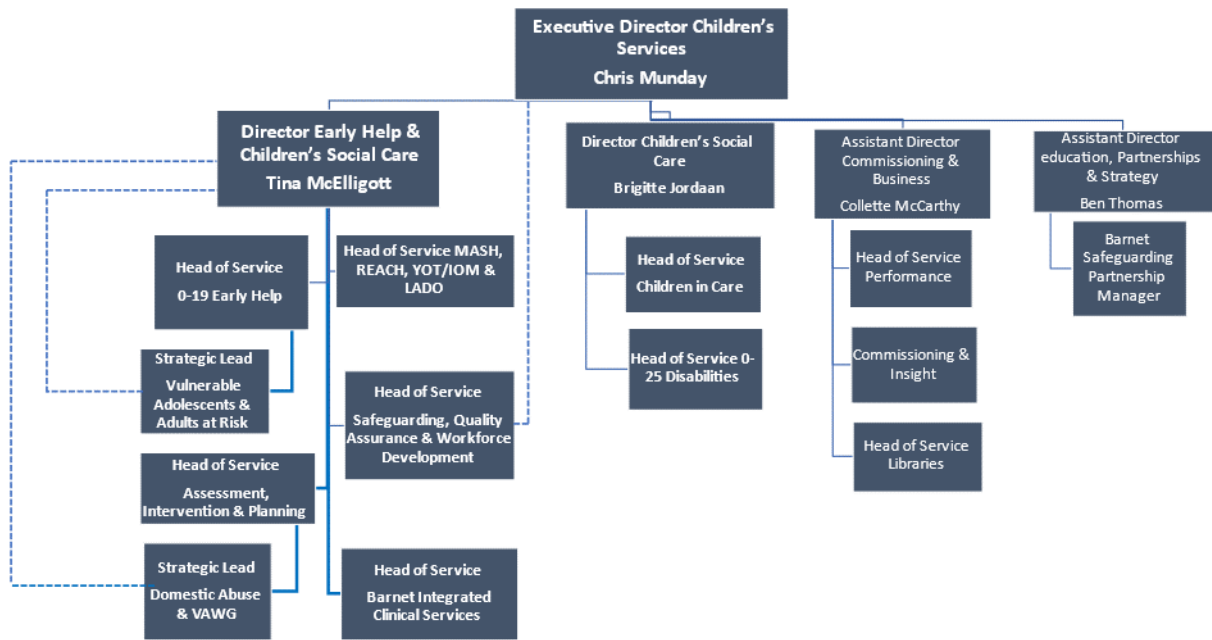 Executive Director Children's
Services
Chris Munday
Director Early Help &
Children's Social Care
Tina McElligott
Director Children's Social
Care
Brigitte Jordaan
Assistant Director
Commissioning &
Business
Collette McCarthy
Assistant Director
education, Partnerships
& Strategy
Ben Thomas
Head of Service
0-19 Early Help
Head of Service MASH,
REACH, YOT/IOM &
LADO
Strategic Lead
Vulnerable
Adolescents &
Adults at Risk
Head of Service
Safeguarding, Quality
Assurance & Workforce
Development
Head of Service
Assessment,
Intervention & Planning
Strategic Lead
Domestic Abuse
& VAWG
Head of Service
Barnet Integrated
Clinical Services
Head of Service
Children in Care
Head of Service 0-
25 Disabilities
Head of Service
Performance
Commissioning &
Insight
Head of Service
Libraries
Barnet
Safeguarding
Partnership
Manager